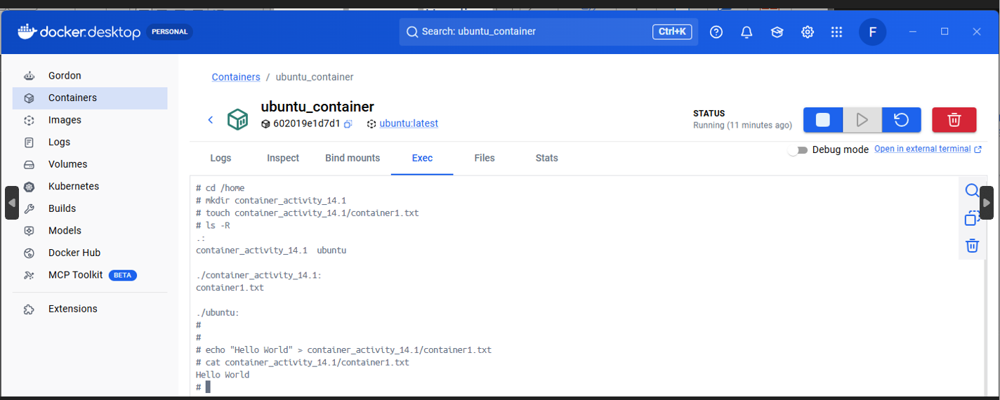 docker.desktop PERSONAL
Search: ubuntu_container
Ctrl+K
F
Gordon
Containers
Images
Logs
Volumes
Kubernetes
Builds
Models
Docker Hub
MCP Toolkit BETA
Extensions
Containers / ubuntu_container
ubuntu_container
602019e1d7d1 ubuntu:latest
STATUS
Running (11 minutes ago)
Logs Inspect Bind mounts Exec Files Stats
Debug mode Open in external terminal
# cd /home
# mkdir container_activity_14.1
# touch container_activity_14.1/container1.txt
# ls -R
.:
container_activity_14.1  ubuntu
./container_activity_14.1:
container1.txt
./ubuntu:
#
#
# echo "Hello World" > container_activity_14.1/container1.txt
# cat container_activity_14.1/container1.txt
Hello World
#